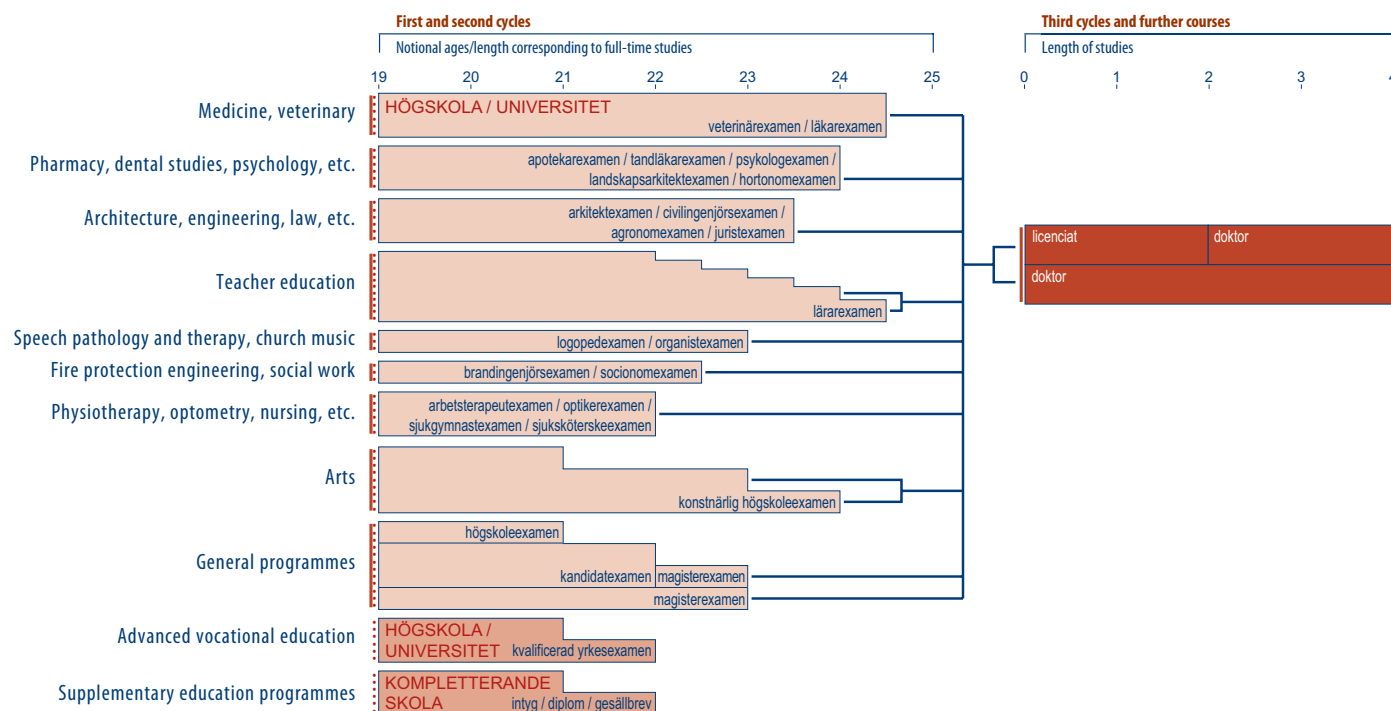 First and second cycles
Third cycles and further courses
Notional ages/length corresponding to full-time studies
Length of studies
19 20 21 22 23 24 25
0 1 2 3 4
Medicine, veterinary
HÖGSKOLA / UNIVERSITET
veterinärexamen / läkarexamen
Pharmacy, dental studies, psychology, etc.
apotekarexamen / tandläkarexamen / psykologexamen /
landskapsarkitektexamen / hortonomexamen
Architecture, engineering, law, etc.
arkitektexamen / civilingenjörsexamen /
agronomexamen / juristexamen
licenciat
doktor
doktor
Teacher education
lärarexamen
Speech pathology and therapy, church music
logopedexamen / organistexamen
Fire protection engineering, social work
brandingenjörsexamen / socionomexamen
Physiotherapy, optometry, nursing, etc.
arbetsterapeutexamen / optikerexamen /
sjukgymnastexamen / sjuksköterskeexamen
Arts
konstnärlig högskoleexamen
General programmes
högskoleexamen
kandidatexamen
magisterexamen
magisterexamen
Advanced vocational education
HÖGSKOLA /
UNIVERSITET
kvalificerad yrkesexamen
Supplementary education programmes
KOMPLETTERANDE
SKOLA
intyg / diplom / gesällbrev